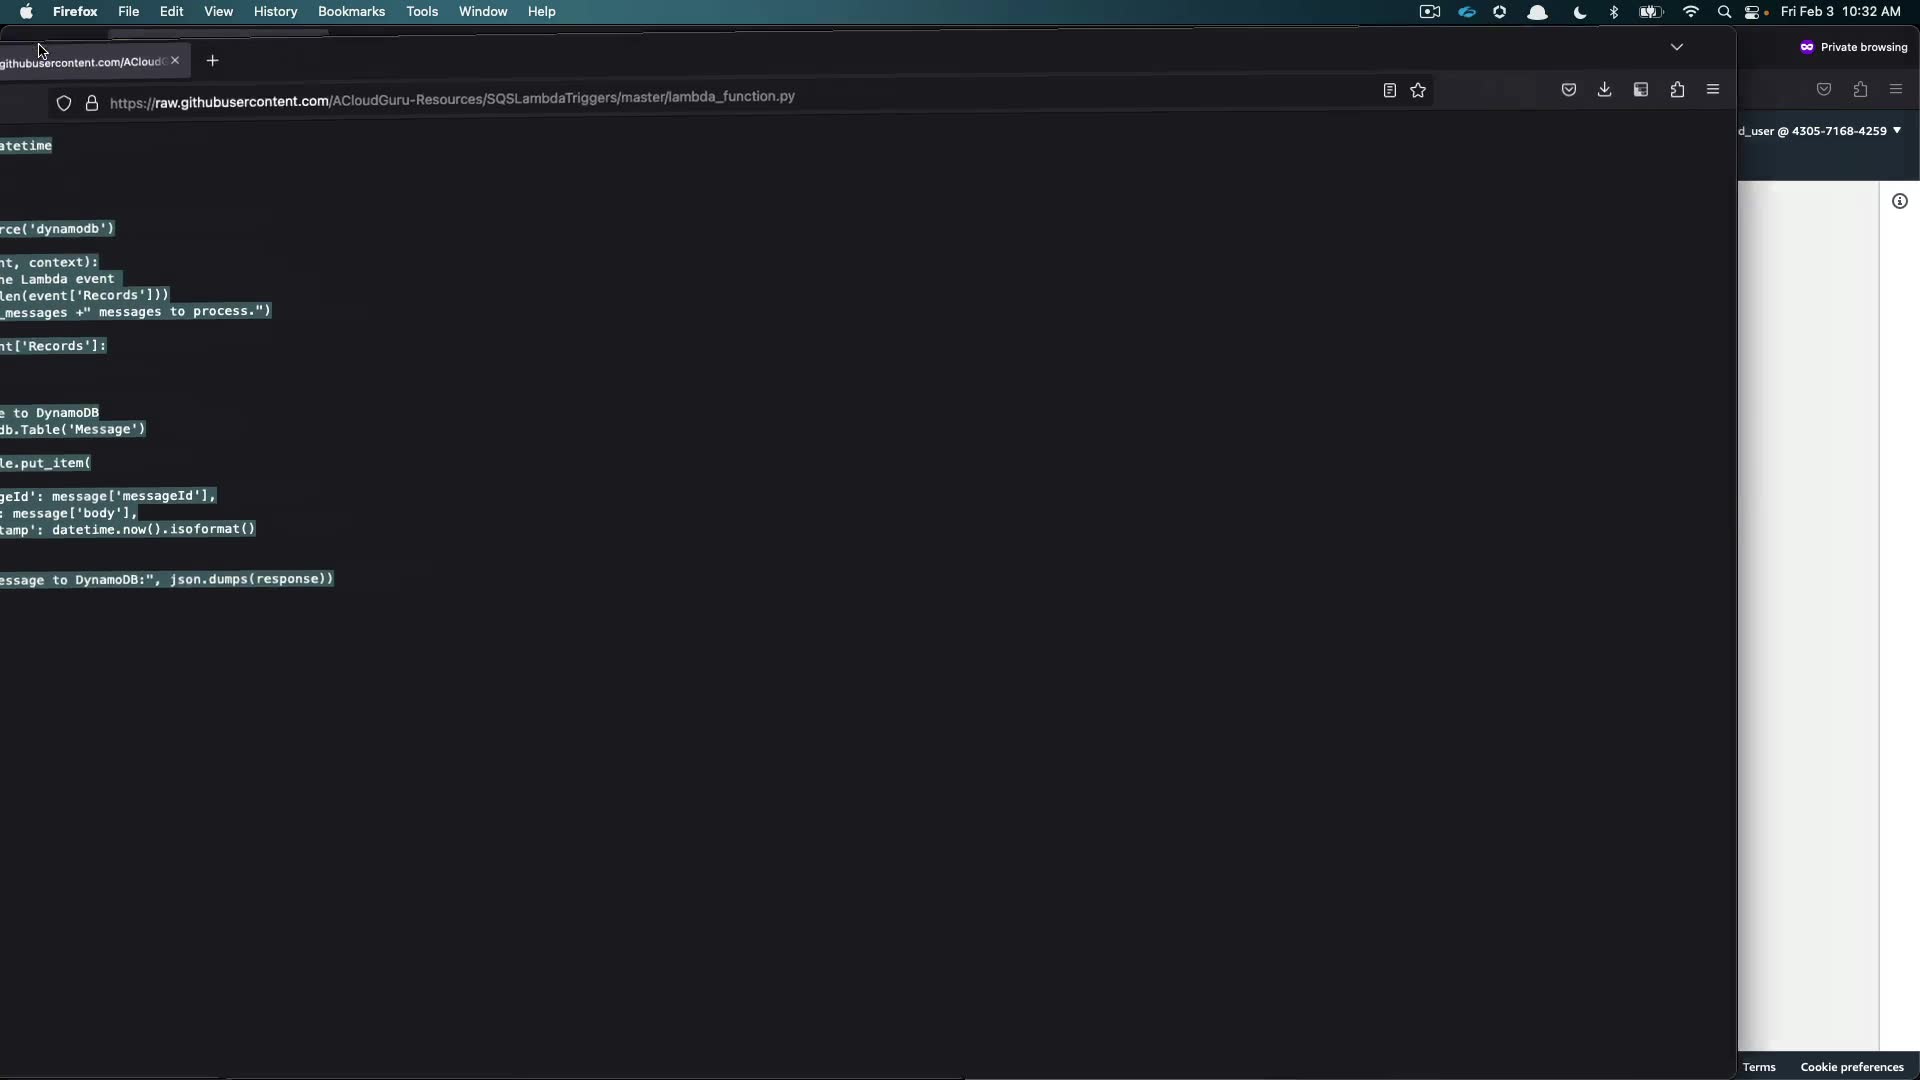 Firefox File Edit View History Bookmarks Tools Window Help Fri Feb 3 10:32 AM
githubusercontent.com/ACloudG
Private browsing
https://raw.githubusercontent.com/ACloudGuru-Resources/SQSLambdaTriggers/master/lambda_function.py
d_user @ 4305-7168-4259
atetime
rce('dynamodb')
nt, context):
he Lambda event
len(event['Records']))
_messages +" messages to process.")
nt['Records']:
e to DynamoDB
db.Table('Message')
le.put_item(
geId': message['messageId'],
: message['body'],
tamp': datetime.now().isoformat()
essage to DynamoDB:", json.dumps(response))
Terms Cookie preferences